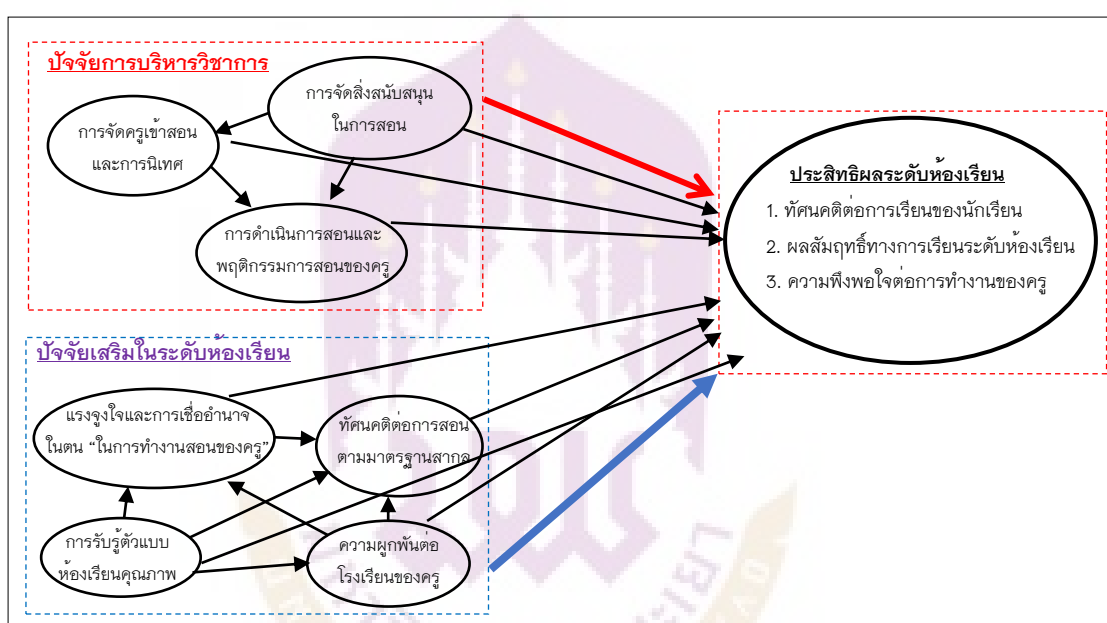 ปัจจัยการบริหารวิชาการ
การจัดสิ่งสนับสนุน
ในการสอน
การจัดครูเข้าสอน
และการนิเทศ
การดำเนินการสอนและ
พฤติกรรมการสอนของครู
ประสิทธิผลระดับห้องเรียน
1. ทัศนคติต่อการเรียนของนักเรียน
2. ผลสัมฤทธิ์ทางการเรียนระดับห้องเรียน
3. ความพึงพอใจต่อการทำงานของครู
ปัจจัยเสริมในระดับห้องเรียน
แรงจูงใจและการเชื่ออำนาจ
ในตน “ในการทำงานสอนของครู”
ทัศนคติต่อการสอน
ตามมาตรฐานสากล
การรับรู้ตัวแบบ
ห้องเรียนคุณภาพ
ความผูกพันต่อ
โรงเรียนของครู